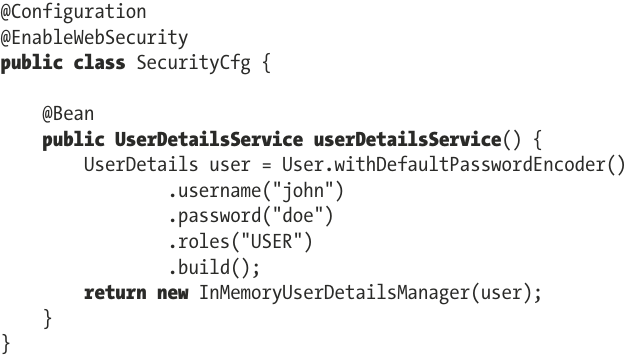 @Configuration
@EnableWebSecurity
public class SecurityCfg {
@Bean
public UserDetailsService userDetailsService() {
UserDetails user = User.withDefaultPasswordEncoder()
.username("john")
.password("doe")
.roles("USER")
.build();
return new InMemoryUserDetailsManager(user);
}
}